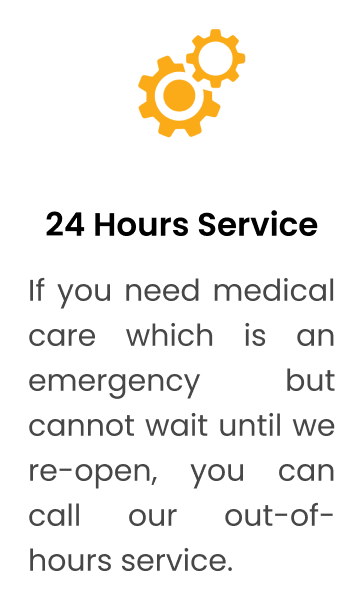 24 Hours Service
If you need medical
care which is an
emergency but
cannot wait until we
re-open, you can
call our out-of-
hours service.